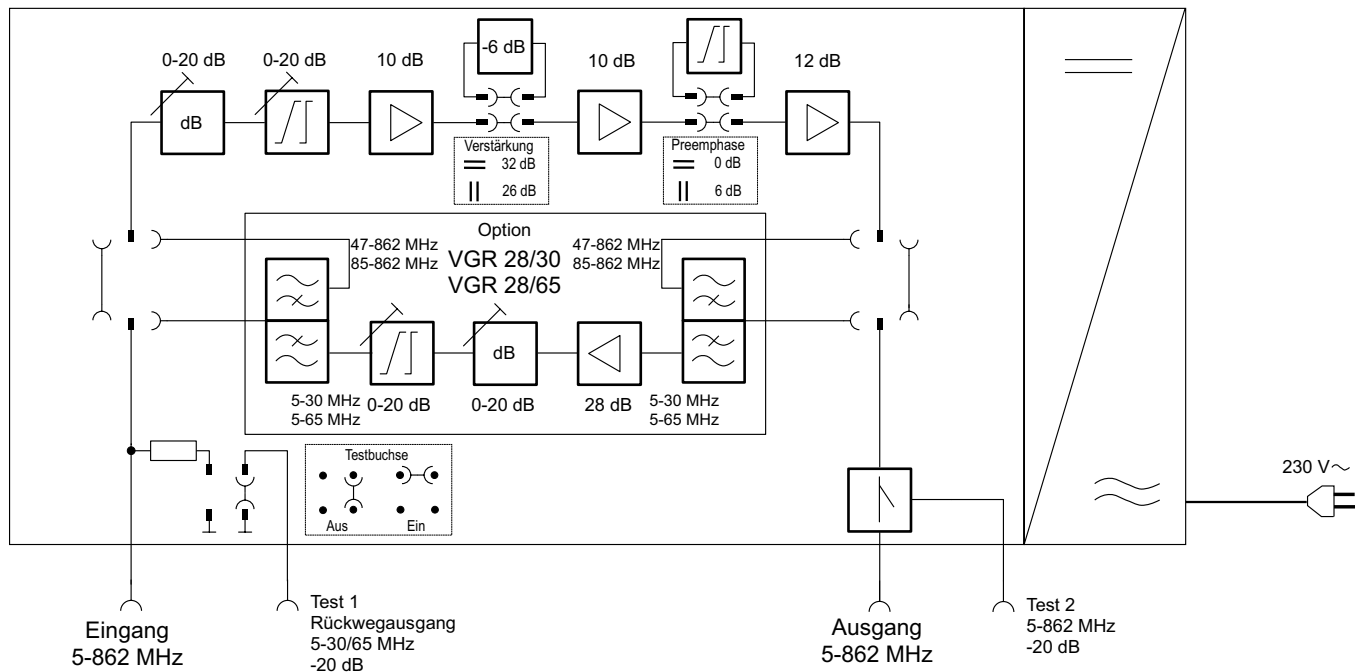 0-20 dB
0-20 dB
10 dB
-6 dB
10 dB
12 dB
dB
Verstärkung
32 dB
26 dB
Preemphase
0 dB
6 dB
Option
VGR 28/30
VGR 28/65
47-862 MHz
85-862 MHz
47-862 MHz
85-862 MHz
dB
5-30 MHz
5-65 MHz
0-20 dB
0-20 dB
28 dB
5-30 MHz
5-65 MHz
Testbuchse
Aus
Ein
230 V~
Eingang
5-862 MHz
Test 1
Rückwegausgang
5-30/65 MHz
-20 dB
Ausgang
5-862 MHz
Test 2
5-862 MHz
-20 dB